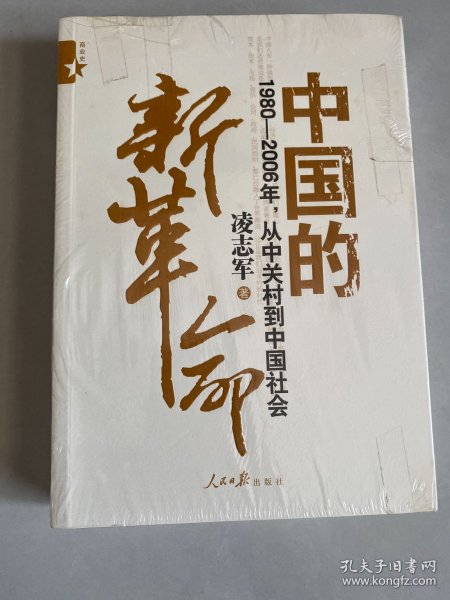 商业史
中国的
新革命
1980—2006年,从中关村到中国社会
凌志军
著
人民日报出版社
孔夫子旧书网
www.kongfz.com